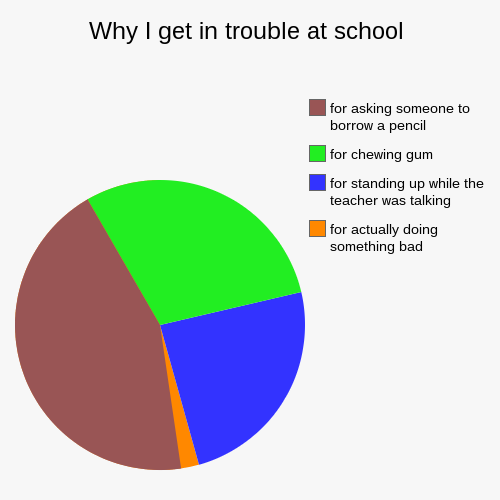 Why I get in trouble at school
for asking someone to
borrow a pencil
for chewing gum
for standing up while the
teacher was talking
for actually doing
something bad